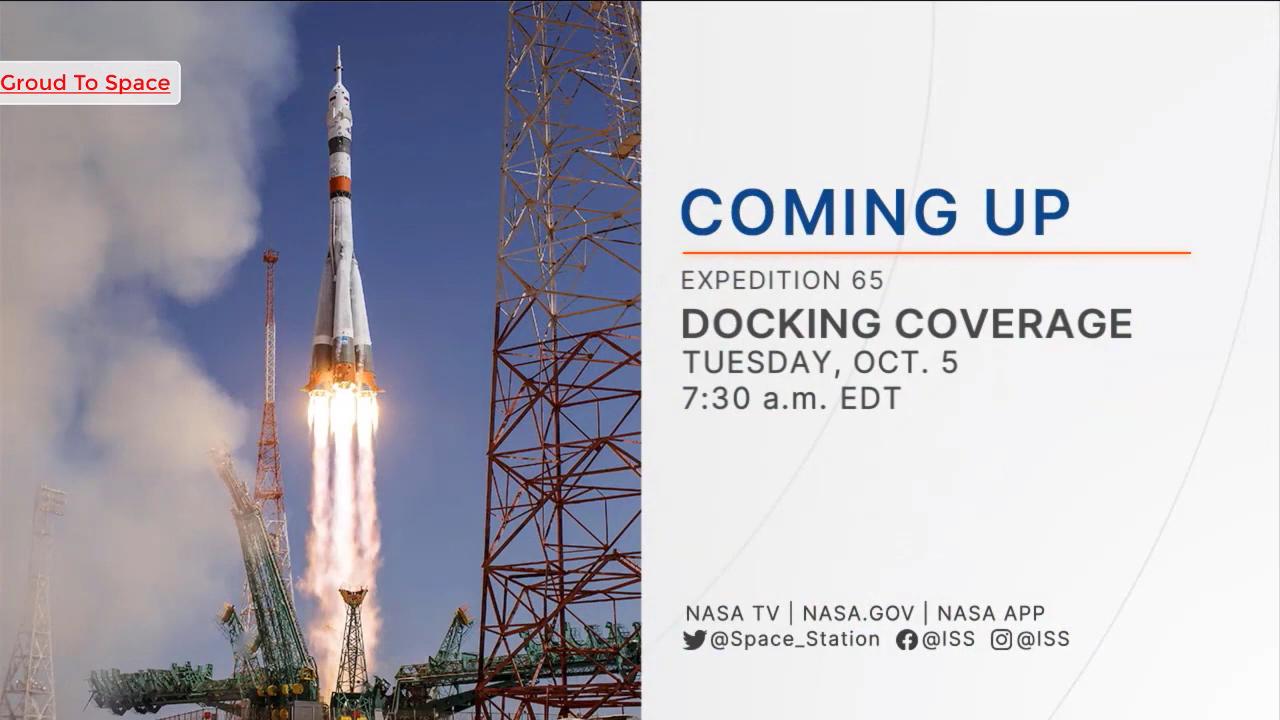 Groud To Space
COMING UP
EXPEDITION 65
DOCKING COVERAGE
TUESDAY, OCT. 5
7:30 a.m. EDT
NASA TV | NASA.GOV | NASA APP
@Space_Station @ISS @ISS